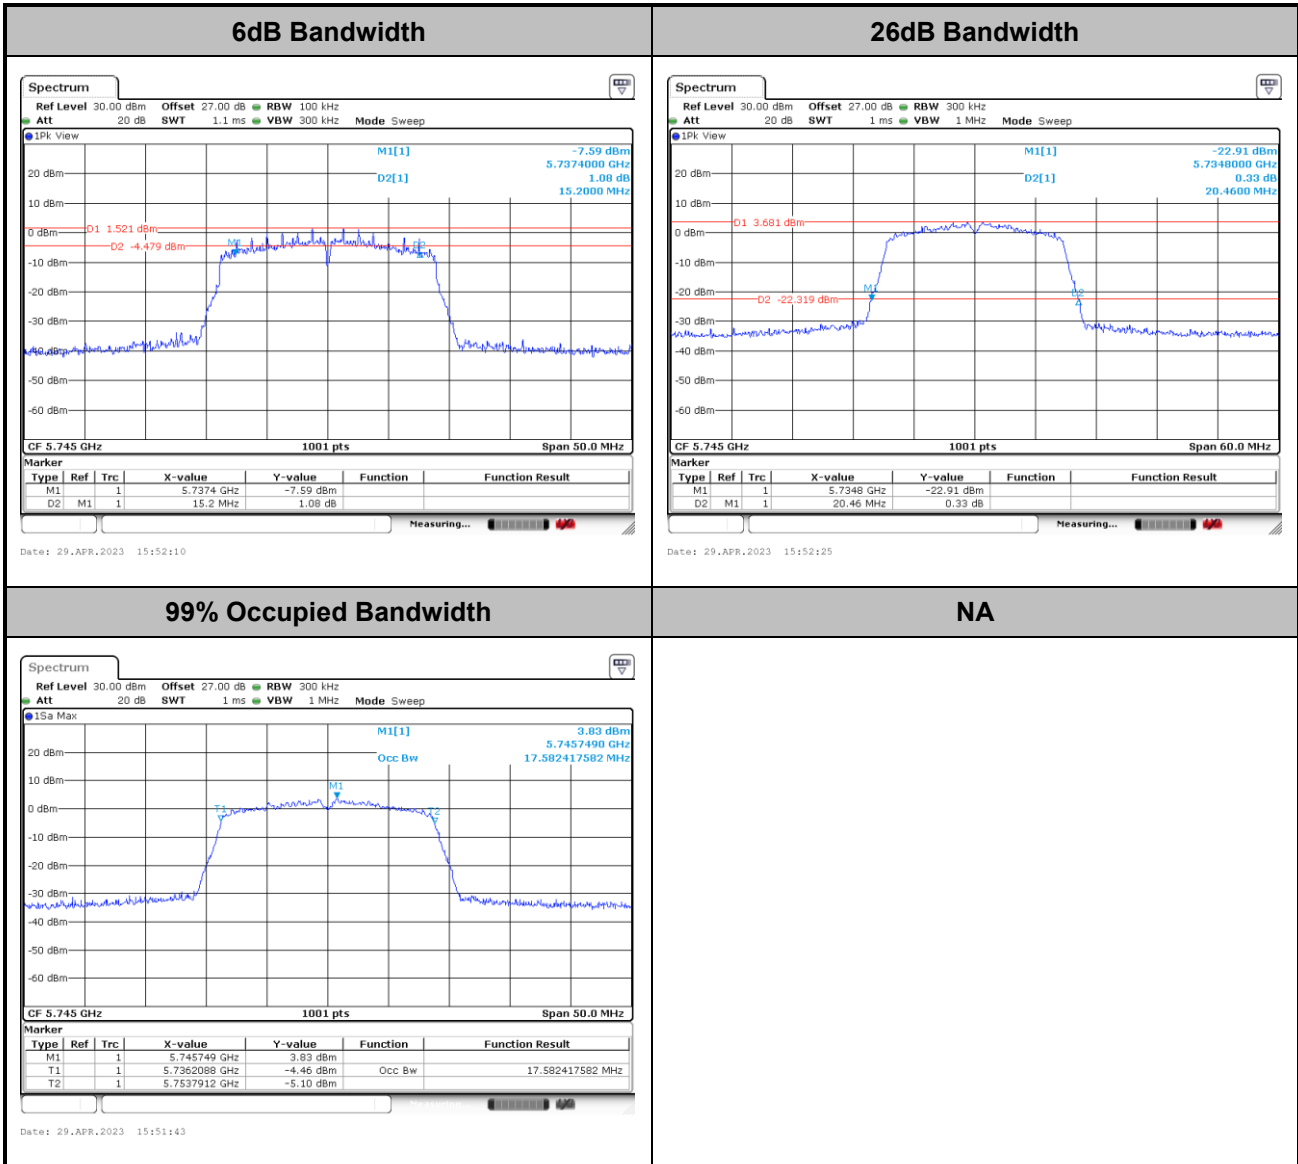 6dB Bandwidth
26dB Bandwidth
Spectrum
Ref Level 30.00 dBm Offset 27.00 dB RBW 100 kHz
Att 20 dB SWT 1.1 ms VBW 300 kHz Mode Sweep
1Pk View
M1[1] -7.59 dBm
5.7374000 GHz
20 dBm
D2[1] 1.08 dB
15.2000 MHz
10 dBm
D1 1.521 dBm
0 dBm
M1
D2
D2 -4.479 dBm
-10 dBm
-20 dBm
-30 dBm
-40 dBm
-50 dBm
-60 dBm
CF 5.745 GHz 1001 pts Span 50.0 MHz
Marker
Type Ref Trc X-value Y-value Function Function Result
M1 1 5.7374 GHz -7.59 dBm
D2 M1 1 15.2 MHz 1.08 dB
Measuring...
Date: 29.APR.2023 15:52:10
Spectrum
Ref Level 30.00 dBm Offset 27.00 dB RBW 300 kHz
Att 20 dB SWT 1 ms VBW 1 MHz Mode Sweep
1Pk View
M1[1] -22.91 dBm
5.7348000 GHz
20 dBm
D2[1] 0.33 dB
20.4600 MHz
10 dBm
D1 3.681 dBm
0 dBm
-10 dBm
-20 dBm
M1
D2
D2 -22.319 dBm
-30 dBm
-40 dBm
-50 dBm
-60 dBm
CF 5.745 GHz 1001 pts Span 60.0 MHz
Marker
Type Ref Trc X-value Y-value Function Function Result
M1 1 5.7348 GHz -22.91 dBm
D2 M1 1 20.46 MHz 0.33 dB
Measuring...
Date: 29.APR.2023 15:52:25
99% Occupied Bandwidth
NA
Spectrum
Ref Level 30.00 dBm Offset 27.00 dB RBW 300 kHz
Att 20 dB SWT 1 ms VBW 1 MHz Mode Sweep
1Sa Max
M1[1] 3.83 dBm
5.7457490 GHz
20 dBm
Occ Bw 17.582417582 MHz
10 dBm
M1
0 dBm
T1
T2
-10 dBm
-20 dBm
-30 dBm
-40 dBm
-50 dBm
-60 dBm
CF 5.745 GHz 1001 pts Span 50.0 MHz
Marker
Type Ref Trc X-value Y-value Function Function Result
M1 1 5.745749 GHz 3.83 dBm
T1 1 5.7362088 GHz -4.46 dBm Occ Bw 17.582417582 MHz
T2 1 5.7537912 GHz -5.10 dBm
Date: 29.APR.2023 15:51:43